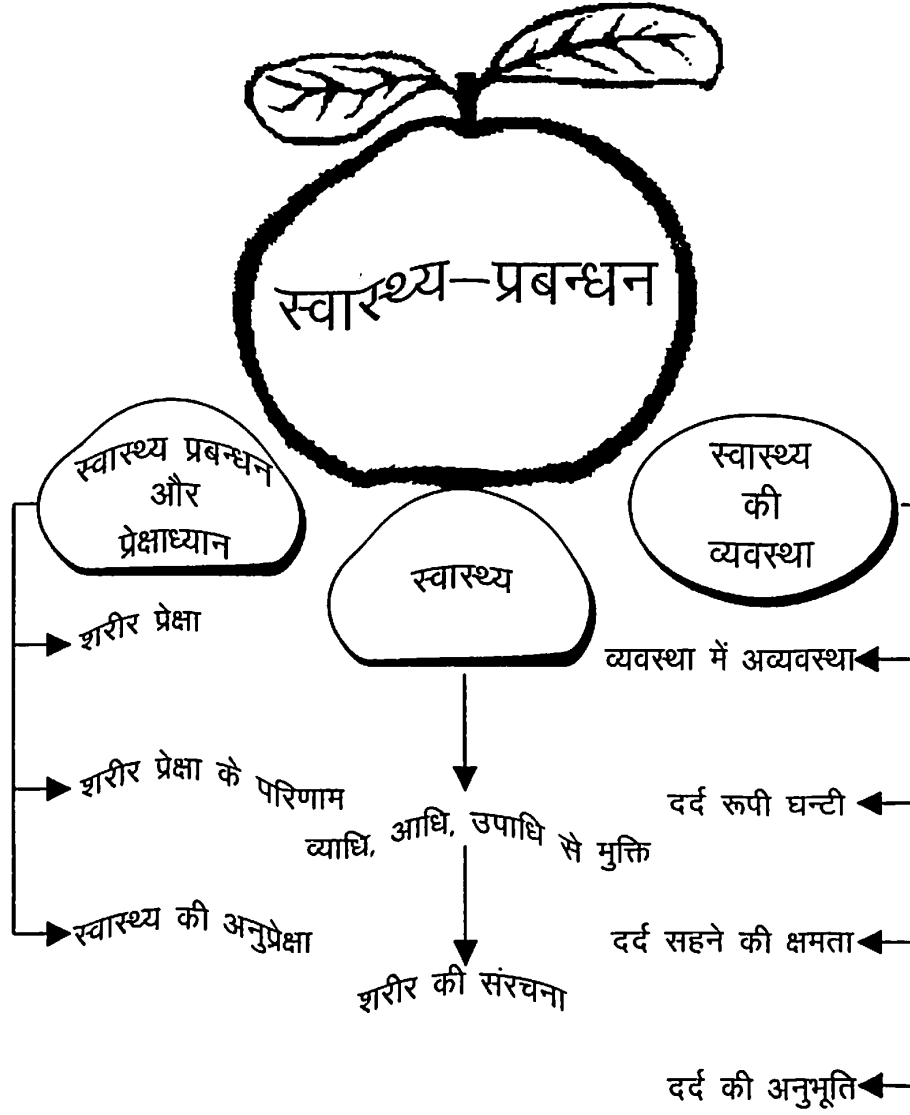 स्वास्थ्य—प्रबन्धन
स्वास्थ्य प्रबन्धन
और
प्रेक्षाध्यान
शरीर प्रेक्षा
शरीर प्रेक्षा के परिणाम
स्वास्थ्य की अनुप्रेक्षा
स्वास्थ्य
व्याधि, आधि, उपाधि सै मुक्ति
शरीर की संरचना
स्वास्थ्य
की
व्यवस्था
व्यवस्था में अव्यवस्था
दर्द रूपी घन्टी
दर्द सहने की क्षमता
दर्द की अनुभूति